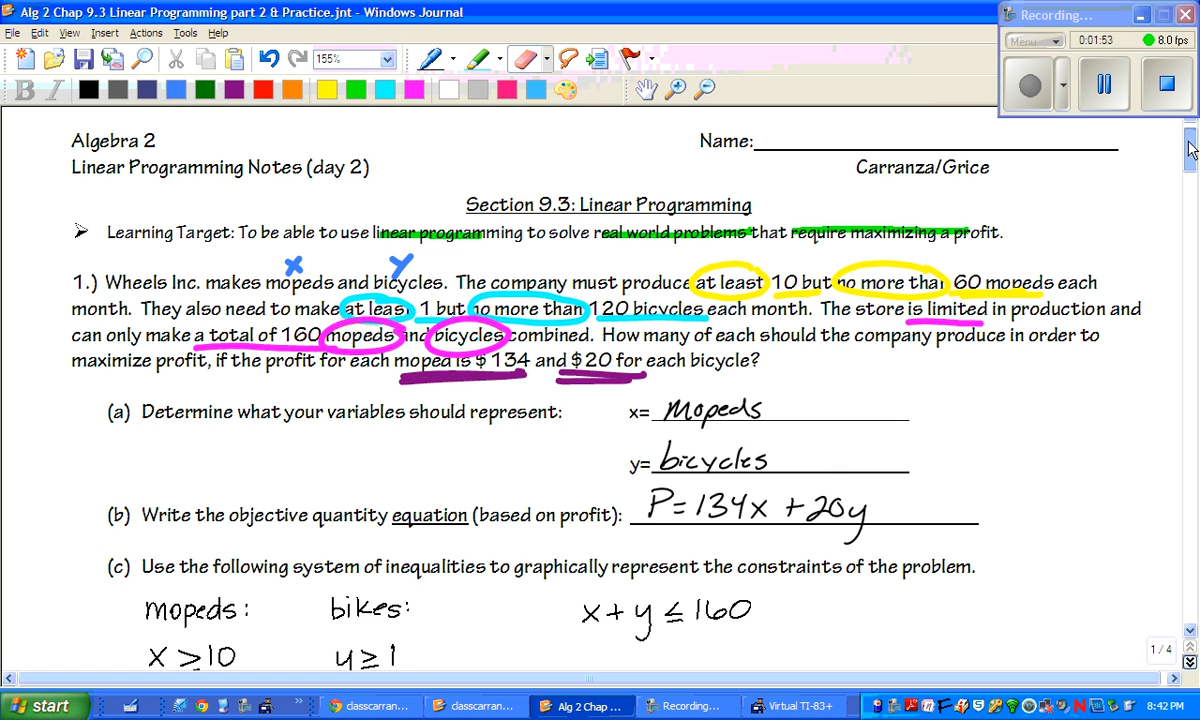 Alg 2 Chap 9.3 Linear Programming part 2 & Practice.jnt - Windows Journal
Recording...
File Edit View Insert Actions Tools Help
Menu 0:01:53 8.0 fps
155%
B I
Algebra 2 Name:
Linear Programming Notes (day 2) Carranza/Grice
Section 9.3: Linear Programming
Learning Target: To be able to use linear programming to solve real world problems that require maximizing a profit.
x y
1.) Wheels Inc. makes mopeds and bicycles. The company must produce at least 10 but no more than 60 mopeds each
month. They also need to make at least 1 but no more than 120 bicycles each month. The store is limited in production and
can only make a total of 160 mopeds and bicycles combined. How many of each should the company produce in order to
maximize profit, if the profit for each moped is $134 and $20 for each bicycle?
(a) Determine what your variables should represent: x= mopeds
y= bicycles
(b) Write the objective quantity equation (based on profit): P=134x +20y
(c) Use the following system of inequalities to graphically represent the constraints of the problem.
mopeds: bikes: x+y ≤ 160
x ≥ 10 y ≥ 1
1 / 4
start classcarran... classcarran... Alg 2 Chap ... Recording... Virtual TI-83+ 8:42 PM